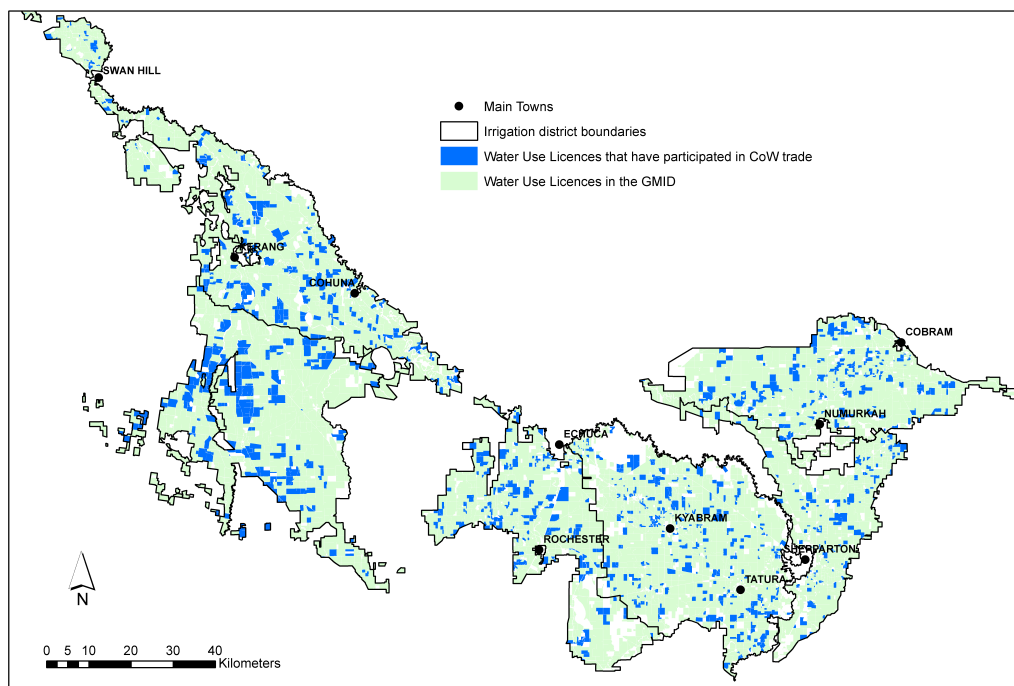 SWAN HILL
Main Towns
Irrigation district boundaries
Water Use Licences that have participated in CoW trade
Water Use Licences in the GMID
KERANG
COHUNA
COBRAM
NUMURKAH
ECHUCA
KYABRAM
ROCHESTER
SHEPPARTON
TATURA
N
0 5 10 20 30 40
Kilometers